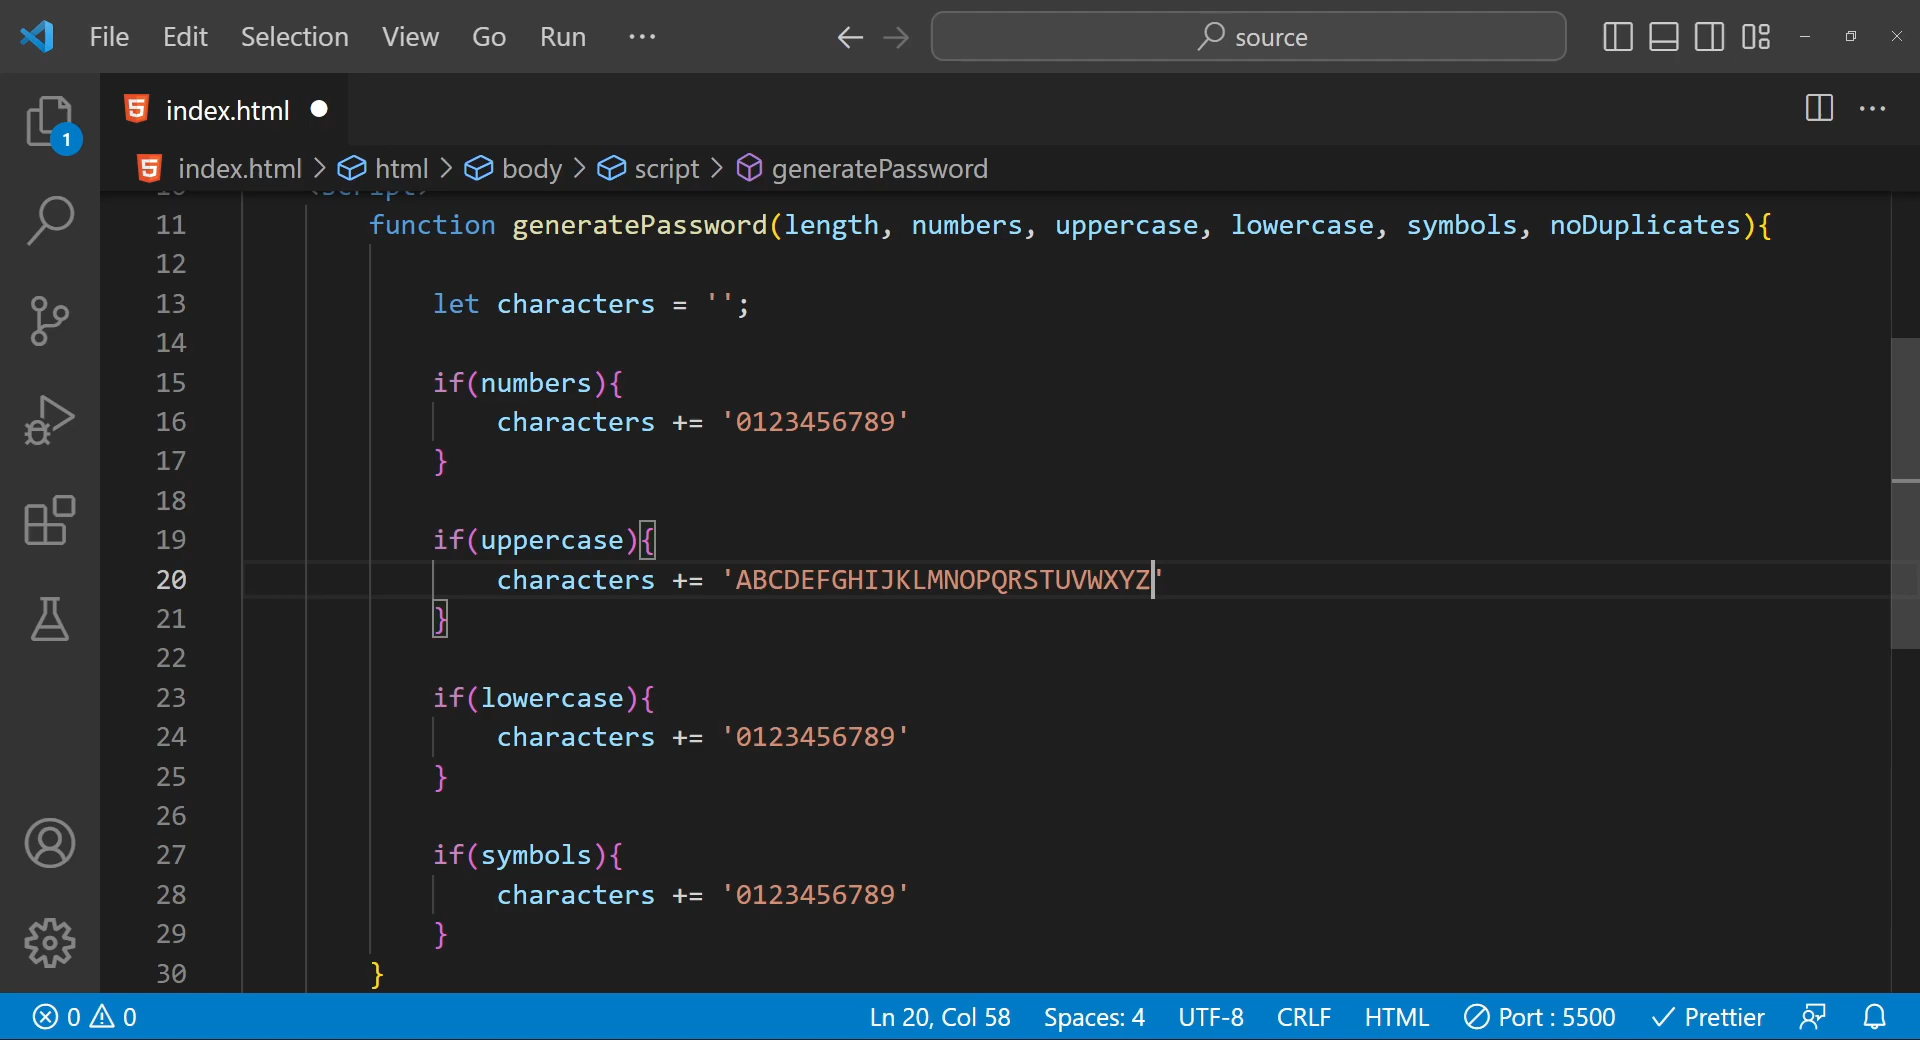 File Edit Selection View Go Run ··· source
1
index.html
index.html > html > body > script > generatePassword
11 function generatePassword(length, numbers, uppercase, lowercase, symbols, noDuplicates){
12
13 let characters = '';
14
15 if(numbers){
16 characters += '0123456789'
17 }
18
19 if(uppercase){
20 characters += 'ABCDEFGHIJKLMNOPQRSTUVWXYZ'
21 }
22
23 if(lowercase){
24 characters += '0123456789'
25 }
26
27 if(symbols){
28 characters += '0123456789'
29 }
30 }
0 0 Ln 20, Col 58 Spaces: 4 UTF-8 CRLF HTML Port : 5500 Prettier